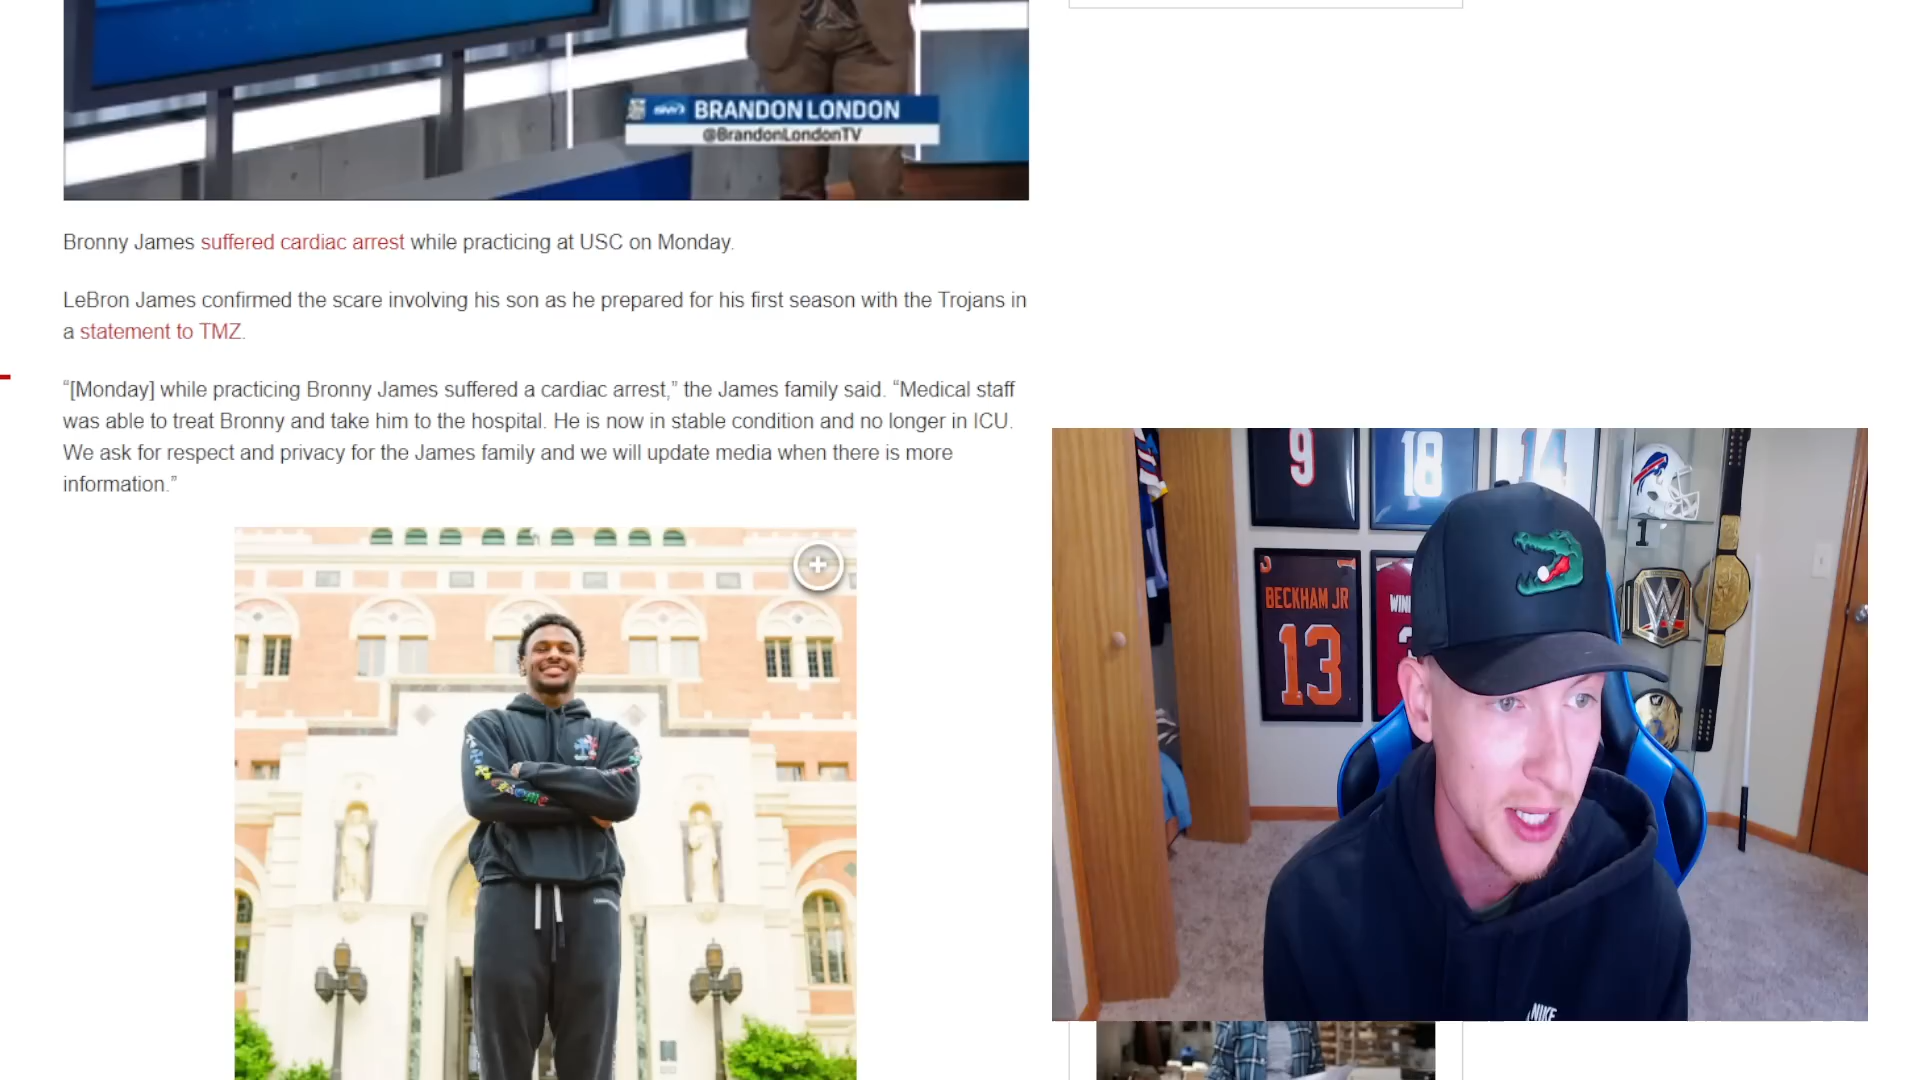 SNY
BRANDON LONDON
@BrandonLondonTV
Bronny James suffered cardiac arrest while practicing at USC on Monday.
LeBron James confirmed the scare involving his son as he prepared for his first season with the Trojans in
a statement to TMZ.
“[Monday] while practicing Bronny James suffered a cardiac arrest,” the James family said. “Medical staff
was able to treat Bronny and take him to the hospital. He is now in stable condition and no longer in ICU.
We ask for respect and privacy for the James family and we will update media when there is more
information.”
9
18
14
1
BECKHAM JR
13
WIN
3
W
NIKE